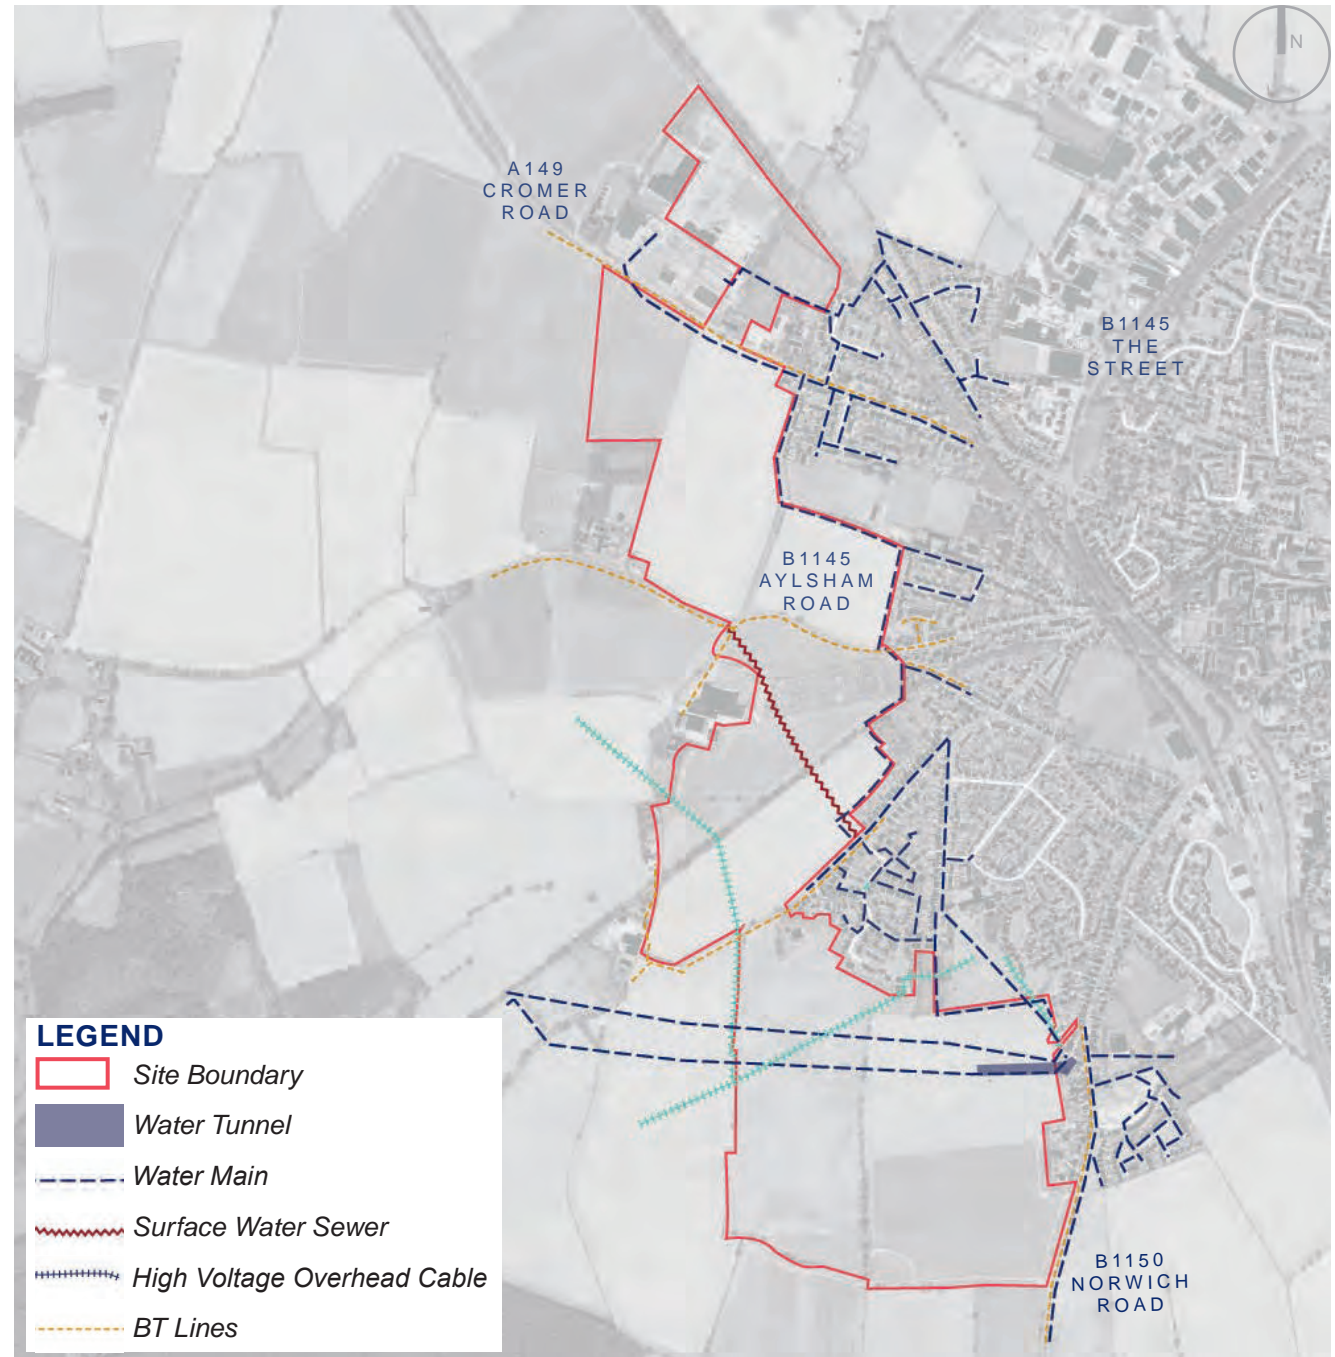 N
A149
CROMER
ROAD
B1145
THE
STREET
B1145
AYLSHAM
ROAD
LEGEND
Site Boundary
Water Tunnel
Water Main
Surface Water Sewer
High Voltage Overhead Cable
BT Lines
B1150
NORWICH
ROAD